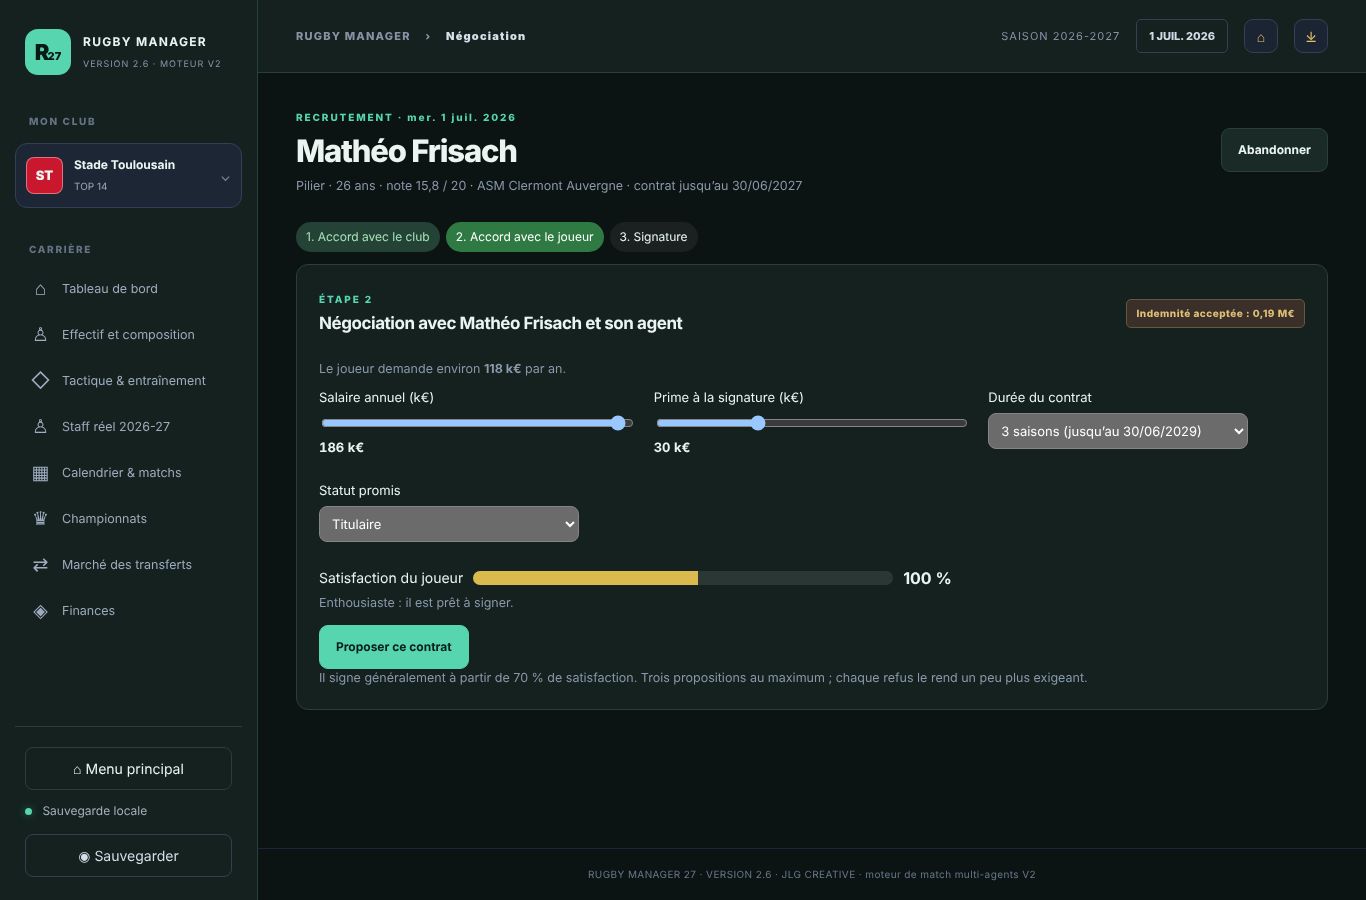 R27
RUGBY MANAGER
VERSION 2.6 · MOTEUR V2
MON CLUB
ST
Stade Toulousain
TOP 14
CARRIÈRE
Tableau de bord
Effectif et composition
Tactique & entraînement
Staff réel 2026-27
Calendrier & matchs
Championnats
Marché des transferts
Finances
Menu principal
Sauvegarde locale
Sauvegarder
RUGBY MANAGER › Négociation
SAISON 2026-2027
1 JUIL. 2026
RECRUTEMENT · mer. 1 juil. 2026
Mathéo Frisach
Abandonner
Pilier · 26 ans · note 15,8 / 20 · ASM Clermont Auvergne · contrat jusqu’au 30/06/2027
1. Accord avec le club
2. Accord avec le joueur
3. Signature
ÉTAPE 2
Négociation avec Mathéo Frisach et son agent
Indemnité acceptée : 0,19 M€
Le joueur demande environ 118 k€ par an.
Salaire annuel (k€)
186 k€
Prime à la signature (k€)
30 k€
Durée du contrat
3 saisons (jusqu’au 30/06/2029)
Statut promis
Titulaire
Satisfaction du joueur 100 %
Enthousiaste : il est prêt à signer.
Proposer ce contrat
Il signe généralement à partir de 70 % de satisfaction. Trois propositions au maximum ; chaque refus le rend un peu plus exigeant.
RUGBY MANAGER 27 · VERSION 2.6 · JLG CREATIVE · moteur de match multi-agents V2